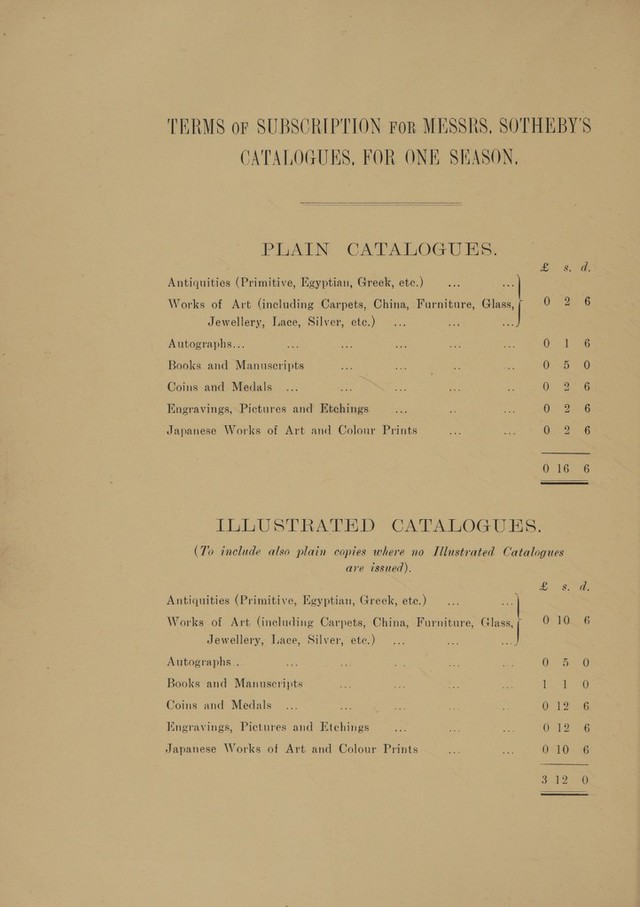 TERMS OF SUBSCRIPTION FOR MESSRS. SOTHEBY'S
CATALOGUES, FOR ONE SEASON.
PLAIN CATALOGUES.
£ s. d.
Antiquities (Primitive, Egyptian, Greek, etc.) ... ...
Works of Art (including Carpets, China, Furniture, Glass, } 0 2 6
Jewellery, Lace, Silver, etc.) ... ... ...
Autographs... ... ... ... ... ... 0 1 6
Books and Manuscripts ... ... .. .. 0 5 0
Coins and Medals ... ... ... ... .. 0 2 6
Engravings, Pictures and Etchings ... .. ... 0 2 6
Japanese Works of Art and Colour Prints ... ... 0 2 6
0 16 6
ILLUSTRATED CATALOGUES.
(To include also plain copies where no Illustrated Catalogues
are issued).
£ s. d.
Antiquities (Primitive, Egyptian, Greek, etc.) ... ...
Works of Art (including Carpets, China, Furniture, Glass, } 0 10 6
Jewellery, Lace, Silver, etc.) ... ... ...
Autographs.. ... ... .. ... ... 0 5 0
Books and Manuscripts ... ... ... ... 1 1 0
Coins and Medals ... ... ... ... ... 0 12 6
Engravings, Pictures and Etchings ... ... ... 0 12 6
Japanese Works of Art and Colour Prints ... ... 0 10 6
3 12 0